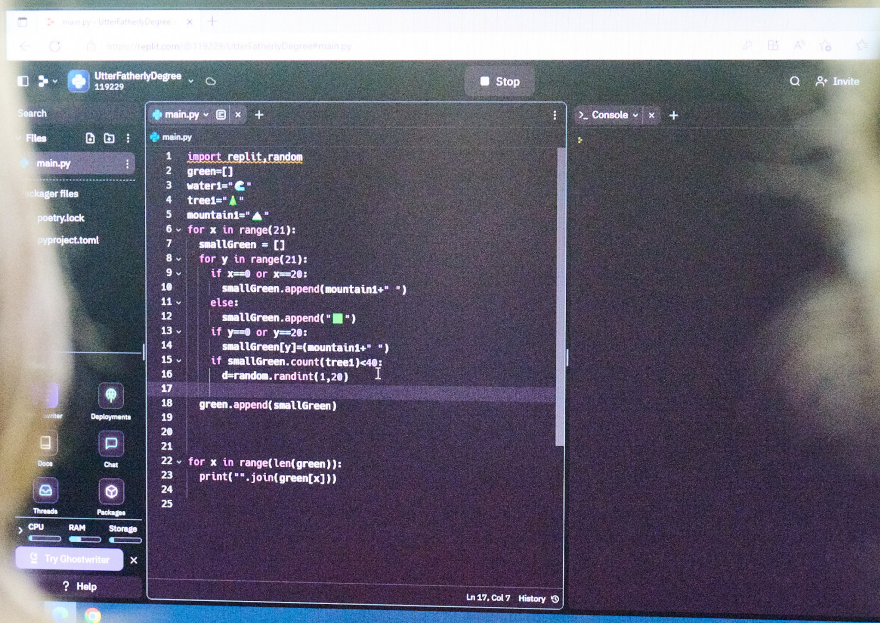 main.py - UtterFatherlyDegree
UtterFatherlyDegree
119229
Stop
Invite
Search
Files
main.py
ckager files
poetry.lock
pyproject.toml
Deployments
Docs
Chat
Threads
Packages
CPU RAM Storage
Try Ghostwriter
? Help
main.py
main.py
1 import replit,random
2 green=[]
3 water1="🌊"
4 tree1="🌲"
5 mountain1="🏔"
6 for x in range(21):
7 smallGreen = []
8 for y in range(21):
9 if x==0 or x==20:
10 smallGreen.append(mountain1+" ")
11 else:
12 smallGreen.append("🟩")
13 if y==0 or y==20:
14 smallGreen[y]=(mountain1+" ")
15 if smallGreen.count(tree1)<40:
16 d=random.randint(1,20)
17
18 green.append(smallGreen)
19
20
21
22 for x in range(len(green)):
23 print("".join(green[x]))
24
25
Ln 17, Col 7 History
Console